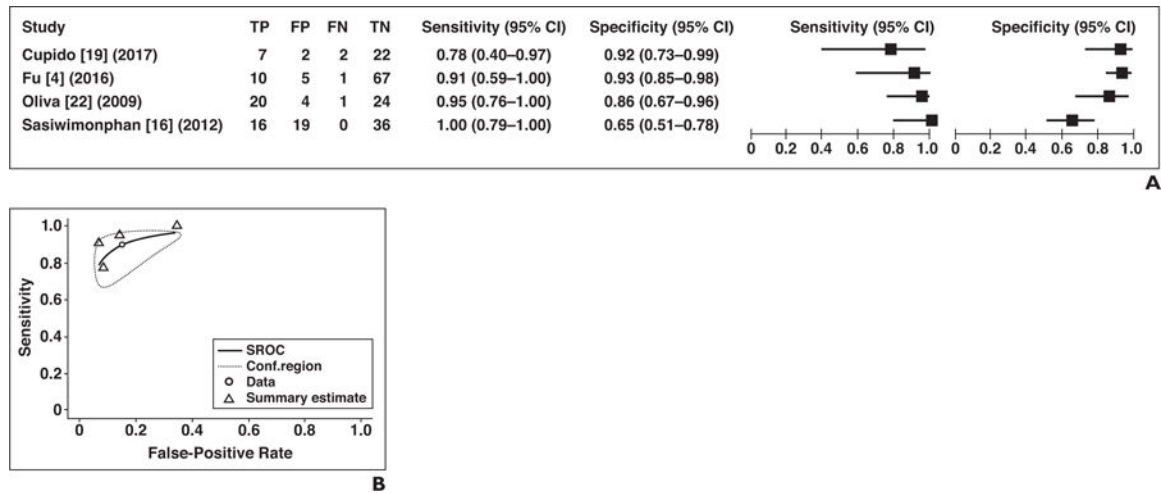 Study TP FP FN TN Sensitivity (95% CI) Specificity (95% CI) Sensitivity (95% CI) Specificity (95% CI)
Cupido [19] (2017) 7 2 2 22 0.78 (0.40–0.97) 0.92 (0.73–0.99)
Fu [4] (2016) 10 5 1 67 0.91 (0.59–1.00) 0.93 (0.85–0.98)
Oliva [22] (2009) 20 4 1 24 0.95 (0.76–1.00) 0.86 (0.67–0.96)
Sasiwimonphan [16] (2012) 16 19 0 36 1.00 (0.79–1.00) 0.65 (0.51–0.78)
0 0.2 0.4 0.6 0.8 1.0 0 0.2 0.4 0.6 0.8 1.0
A
1.0
0.8
0.6
0.4
0.2
0
Sensitivity
SROC
Conf.region
Data
Summary estimate
0 0.2 0.4 0.6 0.8 1.0
False-Positive Rate
B